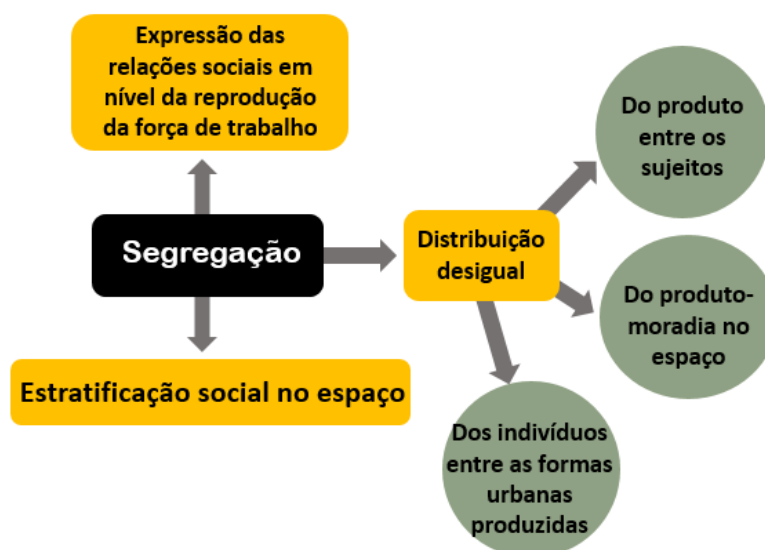 Expressão das
relações sociais em
nível da reprodução
da força de trabalho
Segregação
Estratificação social no espaço
Distribuição
desigual
Do produto
entre os
sujeitos
Do produto-
moradia no
espaço
Dos indivíduos
entre as formas
urbanas
produzidas